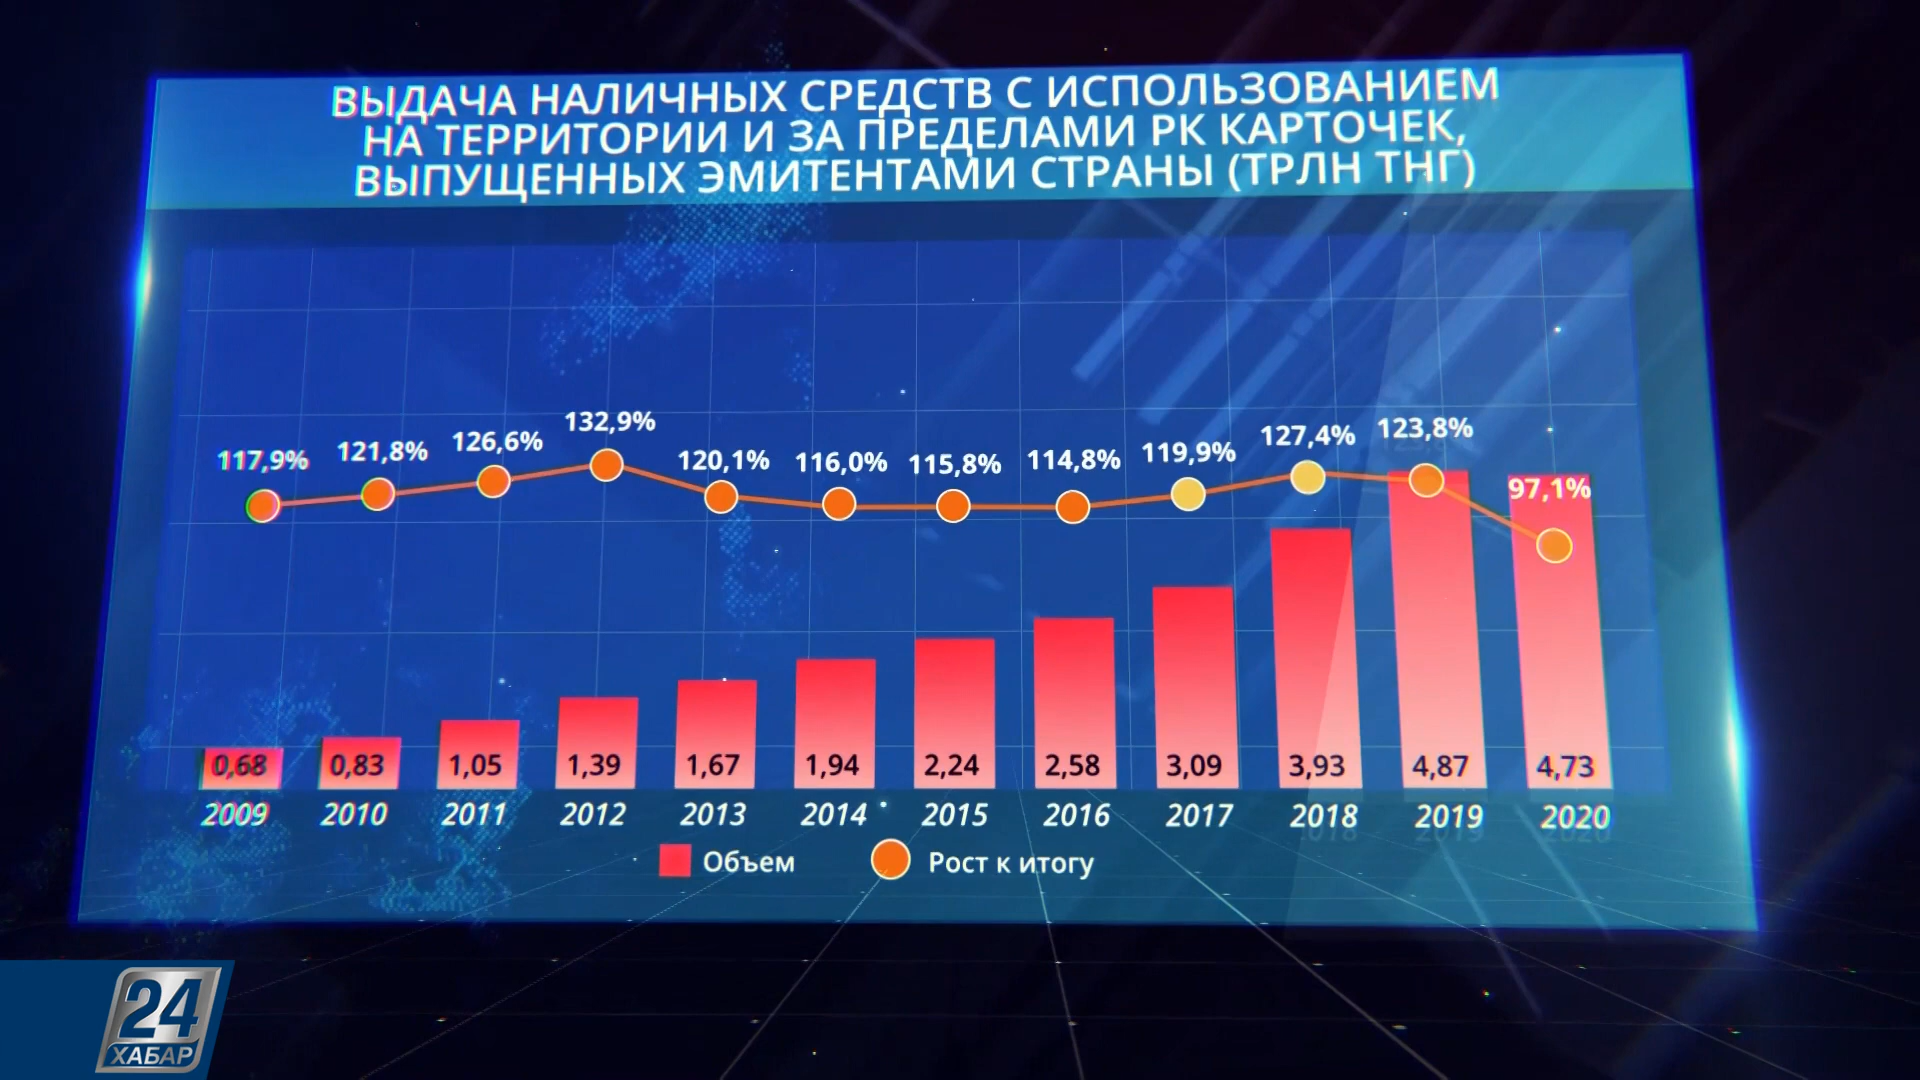 ВЫДАЧА НАЛИЧНЫХ СРЕДСТВ С ИСПОЛЬЗОВАНИЕМ
НА ТЕРРИТОРИИ И ЗА ПРЕДЕЛАМИ РК КАРТОЧЕК,
ВЫПУЩЕННЫХ ЭМИТЕНТАМИ СТРАНЫ (ТРЛН ТНГ)
117,9% 121,8% 126,6% 132,9% 120,1% 116,0% 115,8% 114,8% 119,9% 127,4% 123,8% 97,1%
0,68 0,83 1,05 1,39 1,67 1,94 2,24 2,58 3,09 3,93 4,87 4,73
2009 2010 2011 2012 2013 2014 2015 2016 2017 2018 2019 2020
Объем Рост к итогу
24
ХАБАР